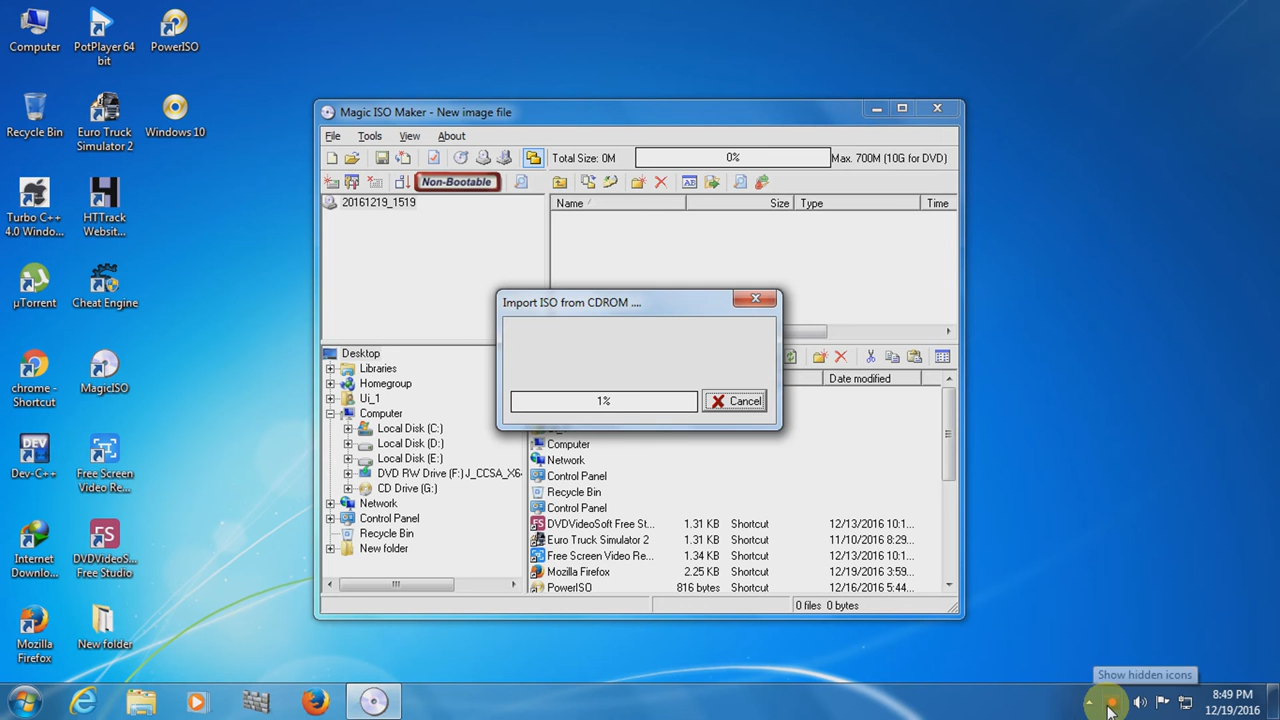 Computer
PotPlayer 64
bit
PowerISO
Recycle Bin
Euro Truck
Simulator 2
Windows 10
Turbo C++
4.0 Windo...
HTTrack
Websit...
µTorrent
Cheat Engine
chrome -
Shortcut
MagicISO
Dev-C++
Free Screen
Video Re...
Internet
Downlo...
DVDVideoS...
Free Studio
Mozilla
Firefox
New folder
Magic ISO Maker - New image file
File Tools View About
Total Size: 0M 0% Max. 700M (10G for DVD)
Non-Bootable
20161219_1519
Name Size Type Time
Import ISO from CDROM ....
1% Cancel
Desktop
Libraries
Homegroup
Ui_1
Computer
Local Disk (C:)
Local Disk (D:)
Local Disk (E:)
DVD RW Drive (F:) J_CCSA_X6
CD Drive (G:)
Network
Control Panel
Recycle Bin
New folder
Date modified
Computer
Network
Control Panel
Recycle Bin
Control Panel
DVDVideoSoft Free St... 1.31 KB Shortcut 12/13/2016 10:1...
Euro Truck Simulator 2 1.31 KB Shortcut 11/10/2016 8:29...
Free Screen Video Re... 1.34 KB Shortcut 12/13/2016 10:1...
Mozilla Firefox 2.25 KB Shortcut 12/19/2016 3:59...
PowerISO 816 bytes Shortcut 12/16/2016 5:44...
0 files 0 bytes
Show hidden icons
8:49 PM
12/19/2016